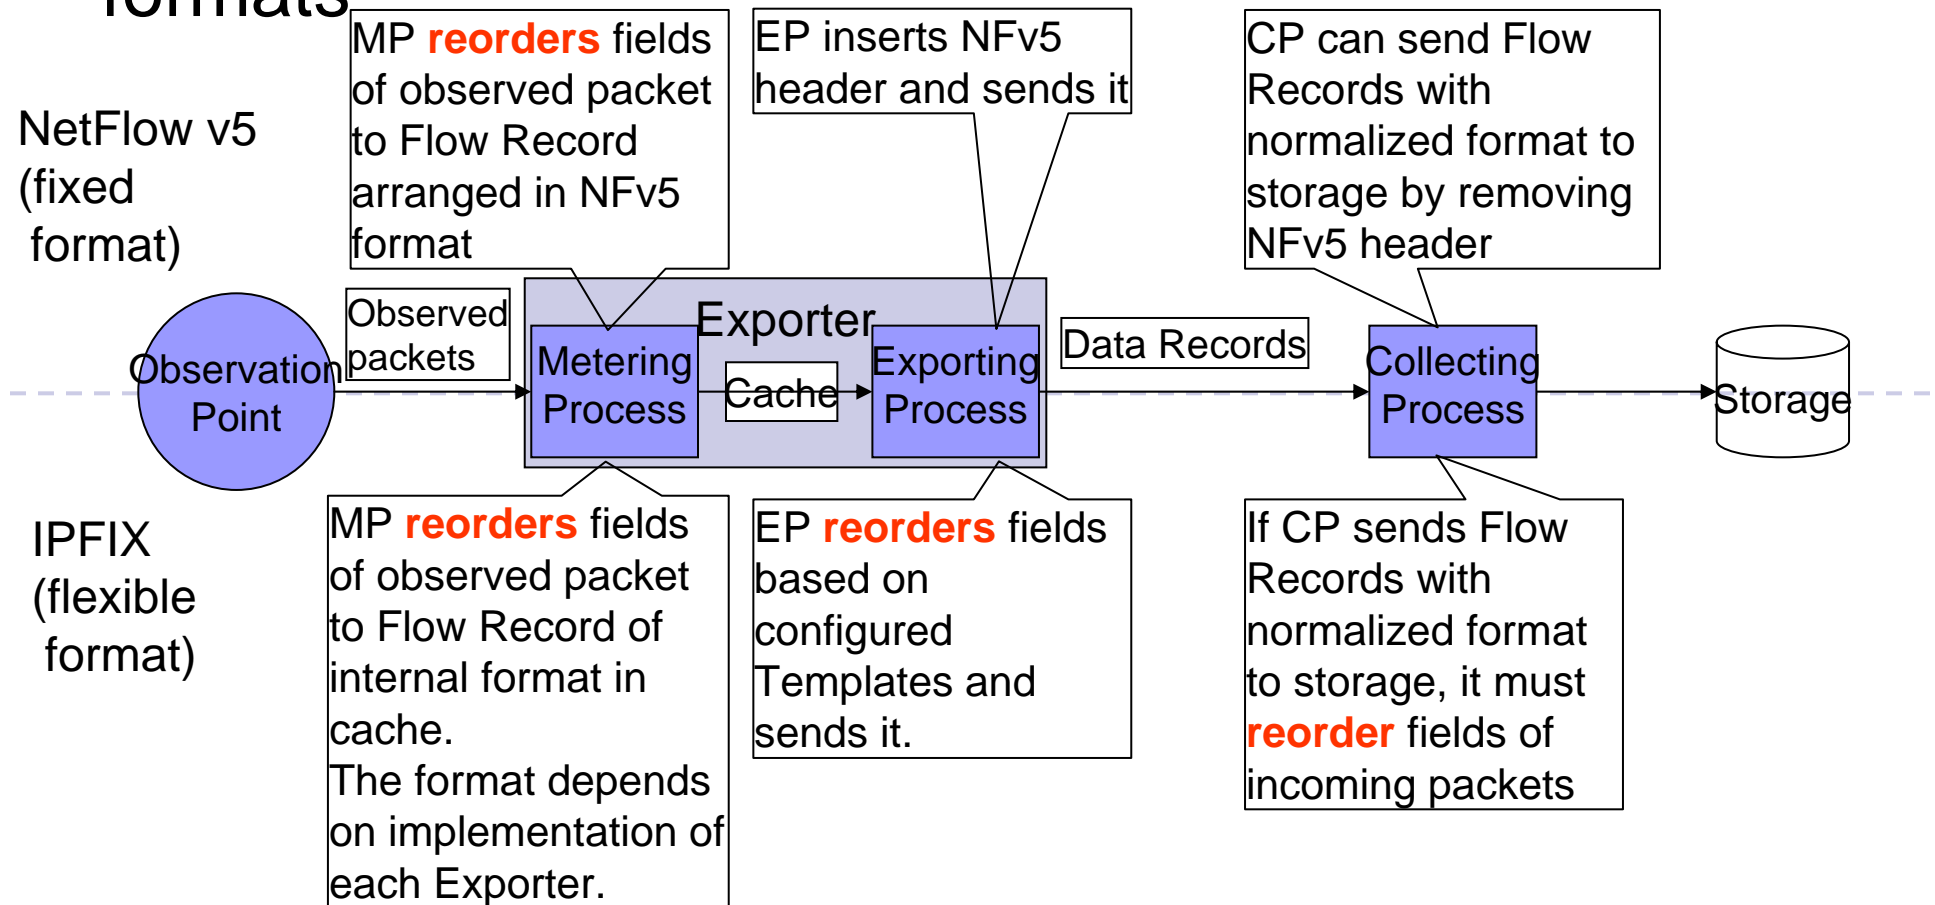 formats
NetFlow v5
(fixed
format)
MP reorders fields
of observed packet
to Flow Record
arranged in NFv5
format
EP inserts NFv5
header and sends it
CP can send Flow
Records with
normalized format to
storage by removing
NFv5 header
Observation
Point
Observed
packets
Exporter
Metering
Process
Cache
Exporting
Process
Data Records
Collecting
Process
Storage
IPFIX
(flexible
format)
MP reorders fields
of observed packet
to Flow Record of
internal format in
cache.
The format depends
on implementation of
each Exporter.
EP reorders fields
based on
configured
Templates and
sends it.
If CP sends Flow
Records with
normalized format
to storage, it must
reorder fields of
incoming packets